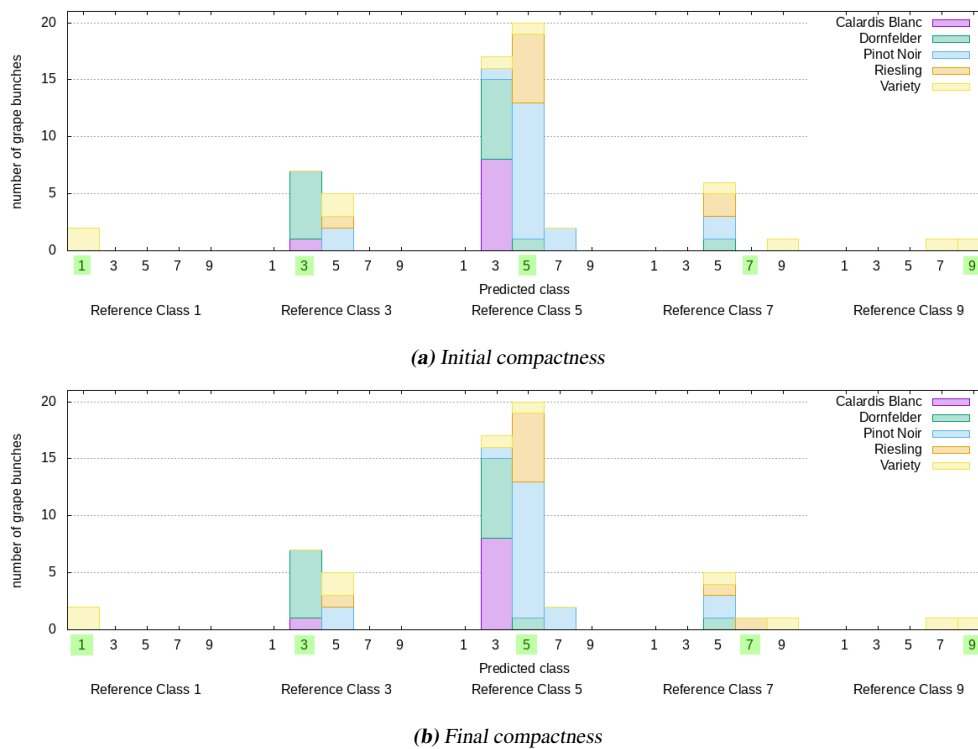 20
15
10
5
0
number of grape bunches
Calardis Blanc
Dornfelder
Pinot Noir
Riesling
Variety
1 3 5 7 9 1 3 5 9 1 3 5 7 9 1 5 7 9 1 5 7 9
Predicted class
Reference Class 1 Reference Class 3 Reference Class 5 Reference Class 7 Reference Class 9
(a) Initial compactness
20
15
10
5
0
number of grape bunches
Calardis Blanc
Dornfelder
Pinot Noir
Riesling
Variety
1 3 5 7 9 1 3 5 9 1 3 5 7 9 1 5 7 9 1 5 7 9
Predicted class
Reference Class 1 Reference Class 3 Reference Class 5 Reference Class 7 Reference Class 9
(b) Final compactness